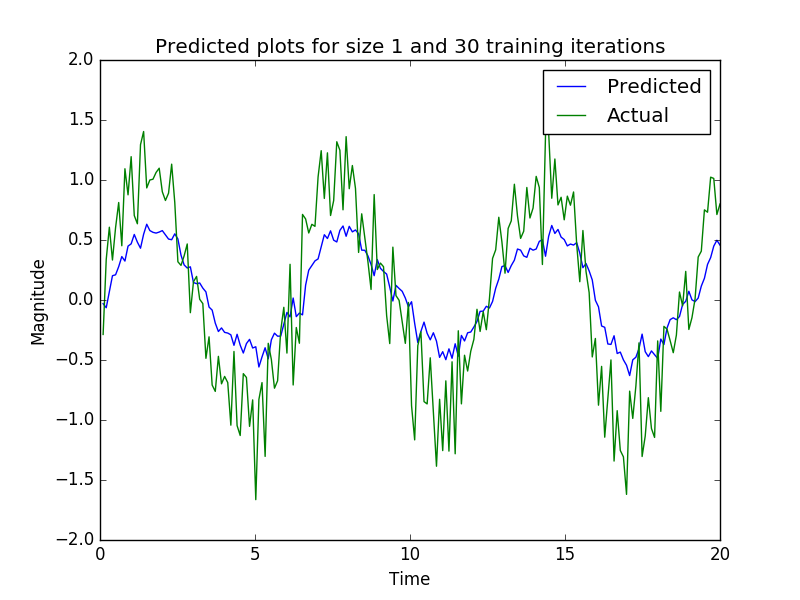 Predicted plots for size 1 and 30 training iterations
2.0
1.5
1.0
0.5
0.0
−0.5
−1.0
−1.5
−2.0
Magnitude
Predicted
Actual
0 5 10 15 20
Time